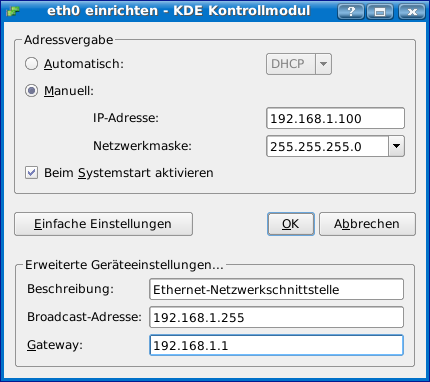 eth0 einrichten - KDE Kontrollmodul
Adressvergabe
Automatisch: DHCP
Manuell:
IP-Adresse: 192.168.1.100
Netzwerkmaske: 255.255.255.0
Beim Systemstart aktivieren
Einfache Einstellungen OK Abbrechen
Erweiterte Geräteeinstellungen...
Beschreibung: Ethernet-Netzwerkschnittstelle
Broadcast-Adresse: 192.168.1.255
Gateway: 192.168.1.1